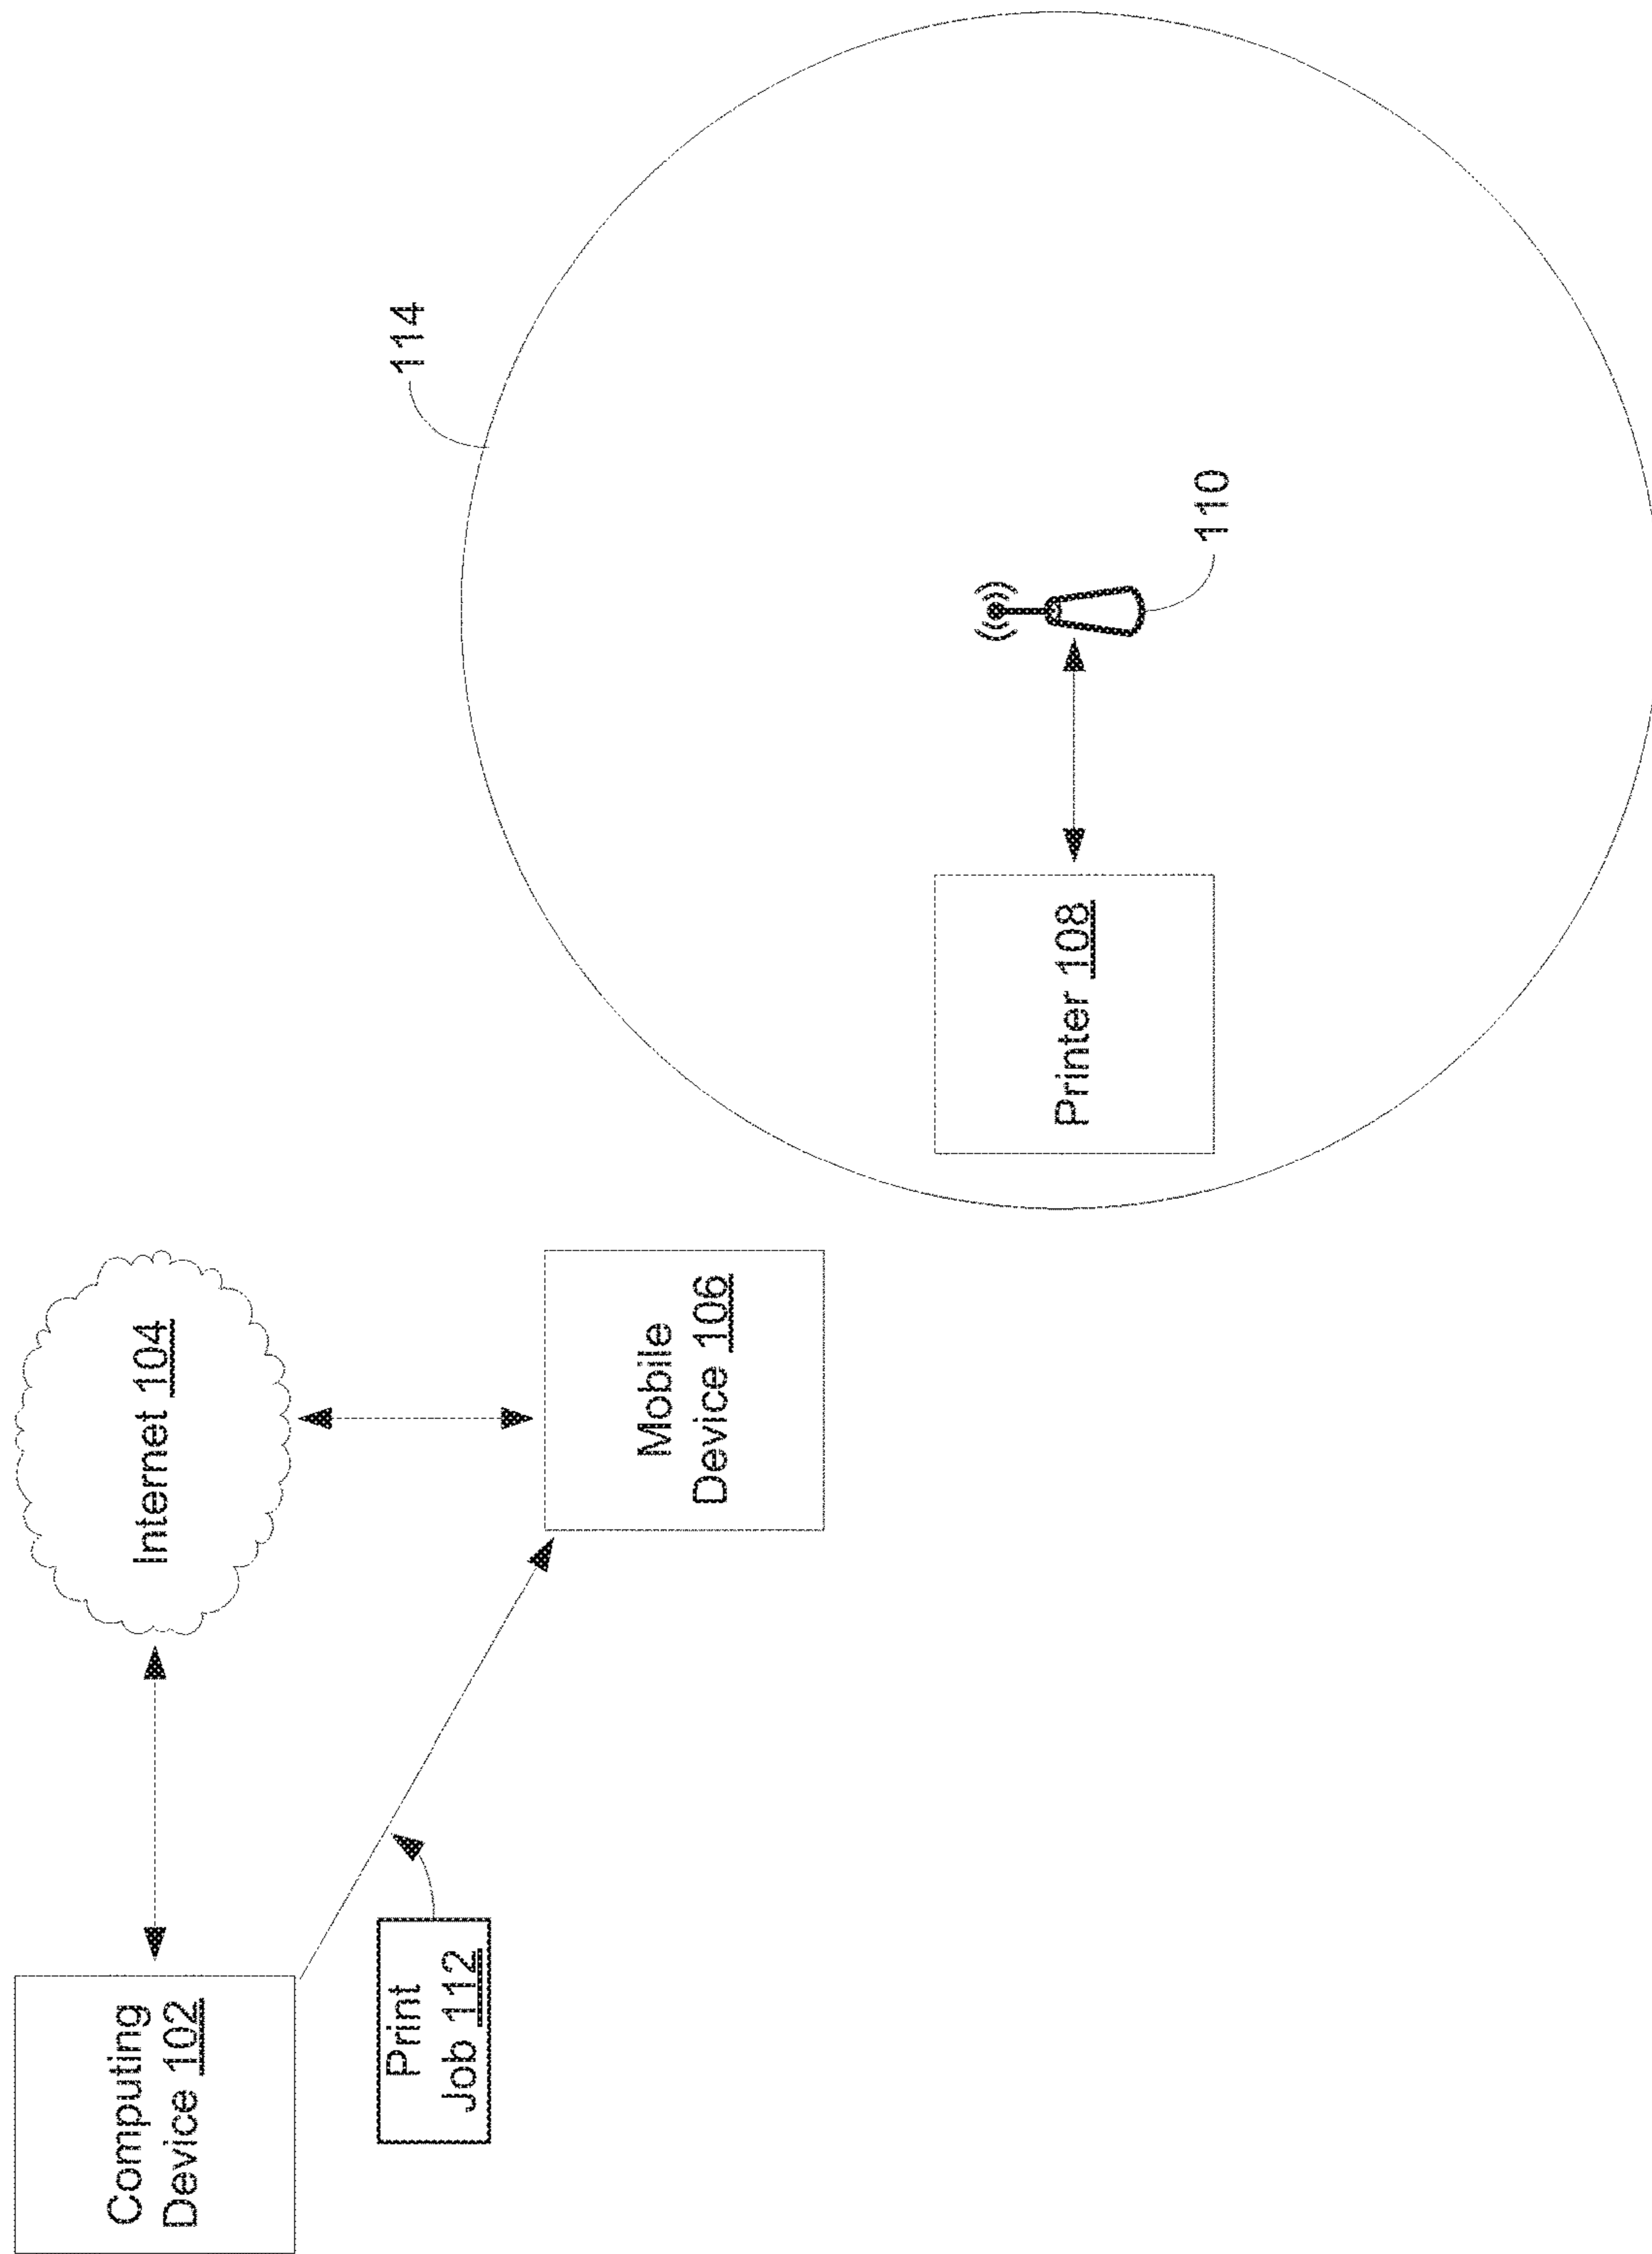 Computing
Device 102
Internet 104
Print
Job 112
Mobile
Device 106
114
Printer 108
110